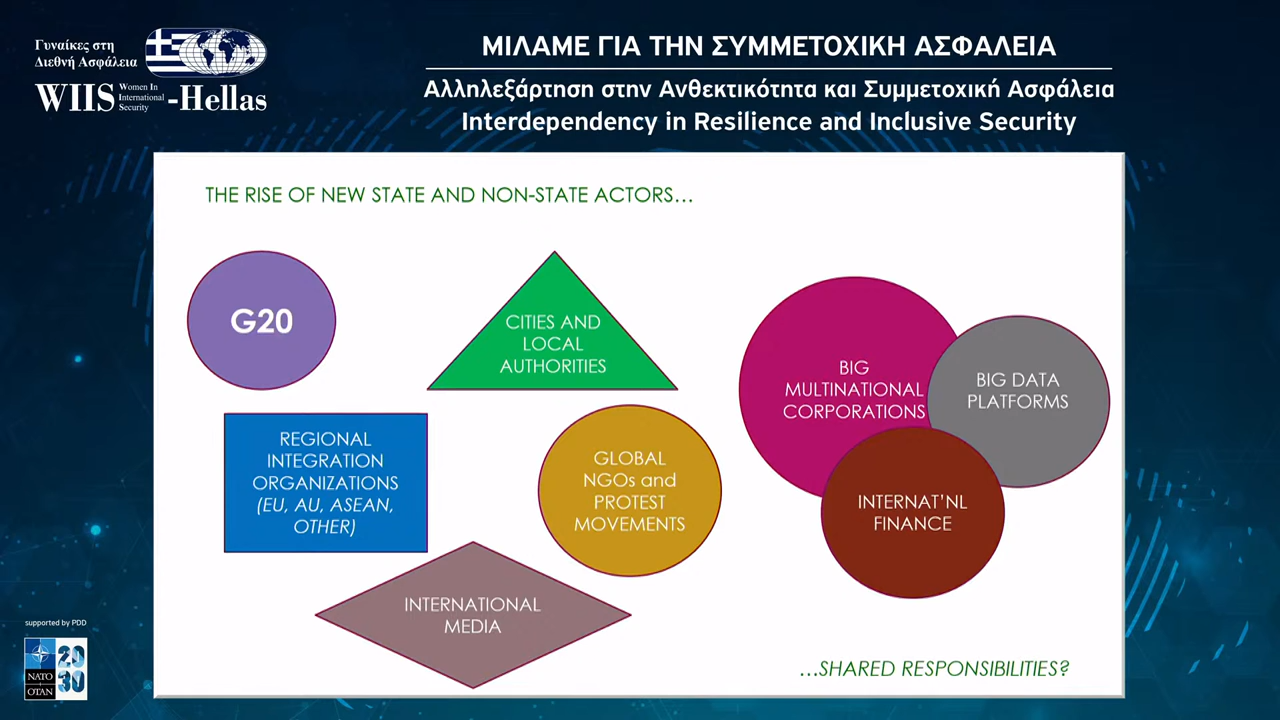 Γυναίκες στη
Διεθνή Ασφάλεια
WIIS Women In International Security -Hellas
ΜΙΛΑΜΕ ΓΙΑ ΤΗΝ ΣΥΜΜΕΤΟΧΙΚΗ ΑΣΦΑΛΕΙΑ
Αλληλεξάρτηση στην Ανθεκτικότητα και Συμμετοχική Ασφάλεια
Interdependency in Resilience and Inclusive Security
THE RISE OF NEW STATE AND NON-STATE ACTORS...
G20
CITIES AND
LOCAL
AUTHORITIES
BIG
MULTINATIONAL
CORPORATIONS
BIG DATA
PLATFORMS
REGIONAL
INTEGRATION
ORGANIZATIONS
(EU, AU, ASEAN,
OTHER)
GLOBAL
NGOs and
PROTEST
MOVEMENTS
INTERNAT'NL
FINANCE
INTERNATIONAL
MEDIA
...SHARED RESPONSIBILITIES?
supported by PDD
NATO
OTAN
20
30